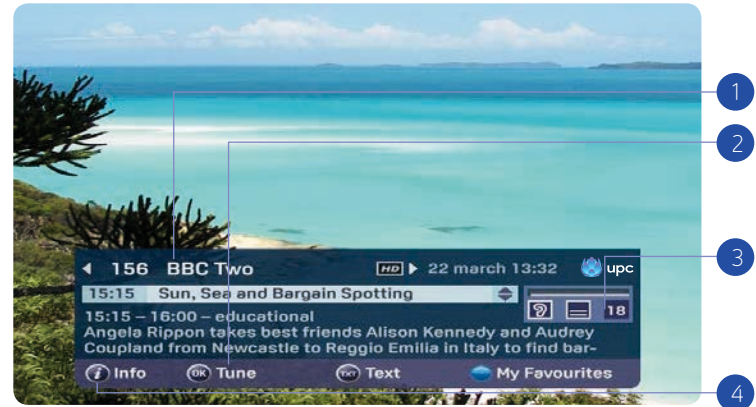 1
2
156 BBC Two HD 22 march 13:32 upc
3
15:15 Sun, Sea and Bargain Spotting
18
15:15 – 16:00 – educational
Angela Rippon takes best friends Alison Kennedy and Audrey
Coupland from Newcastle to Reggio Emilia in Italy to find bar-
i Info OK Tune TXT Text My Favourites
4